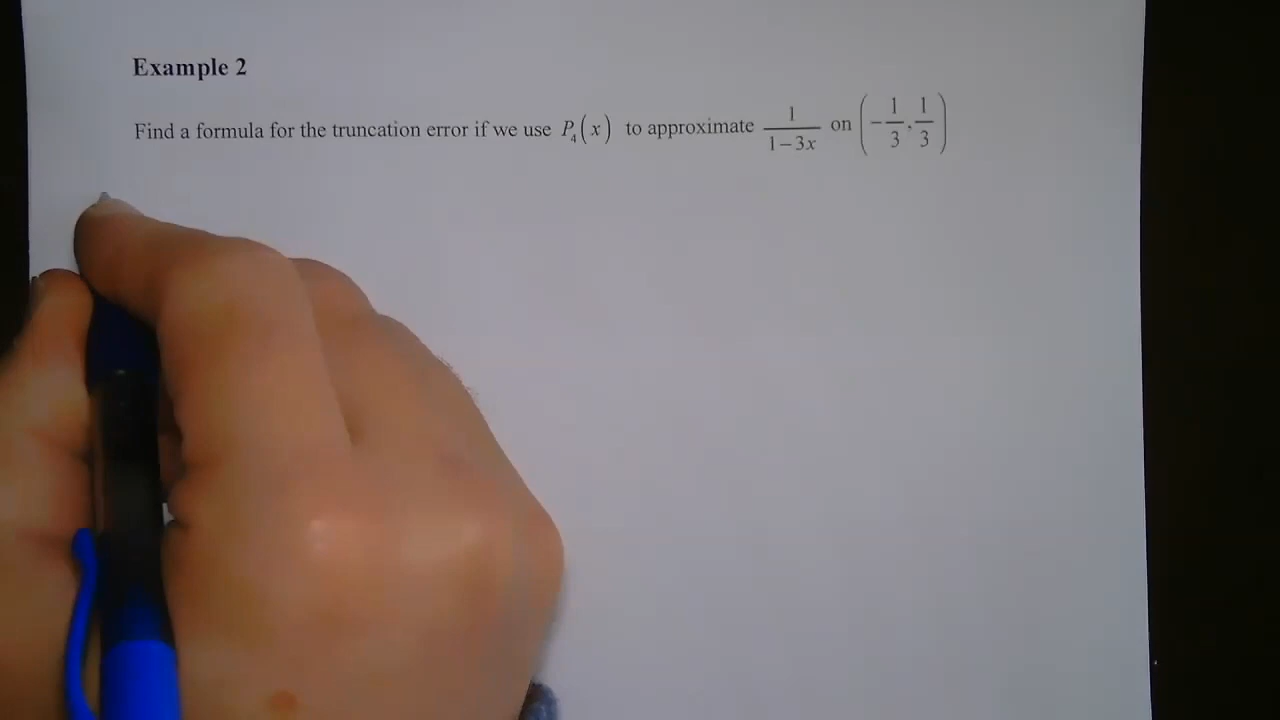 Example 2
Find a formula for the truncation error if we use P₄(x) to approximate 1/(1−3x) on (−1/3, 1/3)